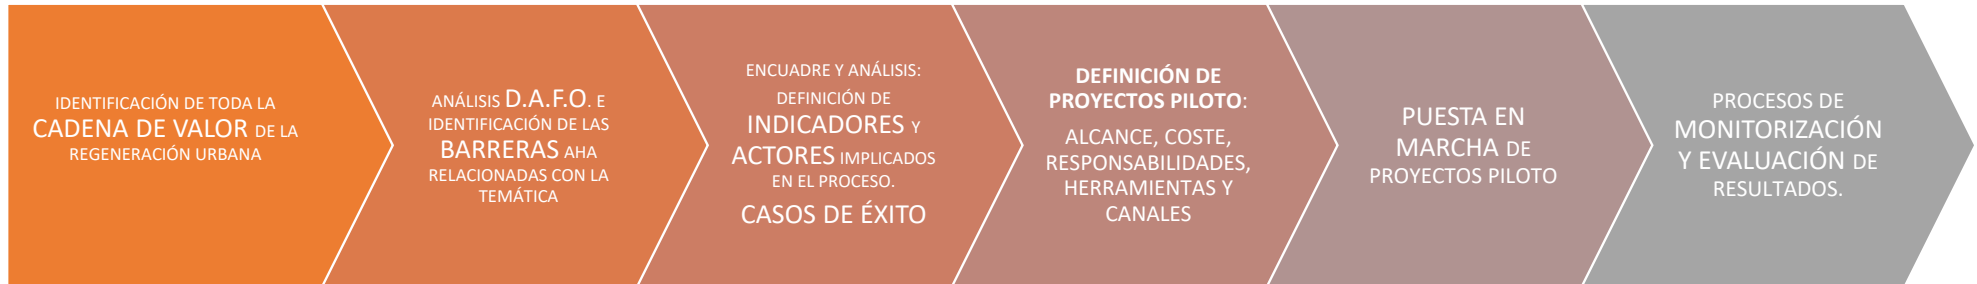 IDENTIFICACIÓN DE TODA LA
CADENA DE VALOR DE LA
REGENERACIÓN URBANA
ANÁLISIS D.A.F.O. E
IDENTIFICACIÓN DE LAS
BARRERAS AHA
RELACIONADAS CON LA
TEMÁTICA
ENCUADRE Y ANÁLISIS:
DEFINICIÓN DE
INDICADORES Y
ACTORES IMPLICADOS
EN EL PROCESO.
CASOS DE ÉXITO
DEFINICIÓN DE
PROYECTOS PILOTO:
ALCANCE, COSTE,
RESPONSABILIDADES,
HERRAMIENTAS Y
CANALES
PUESTA EN
MARCHA DE
PROYECTOS PILOTO
PROCESOS DE
MONITORIZACIÓN
Y EVALUACIÓN DE
RESULTADOS.